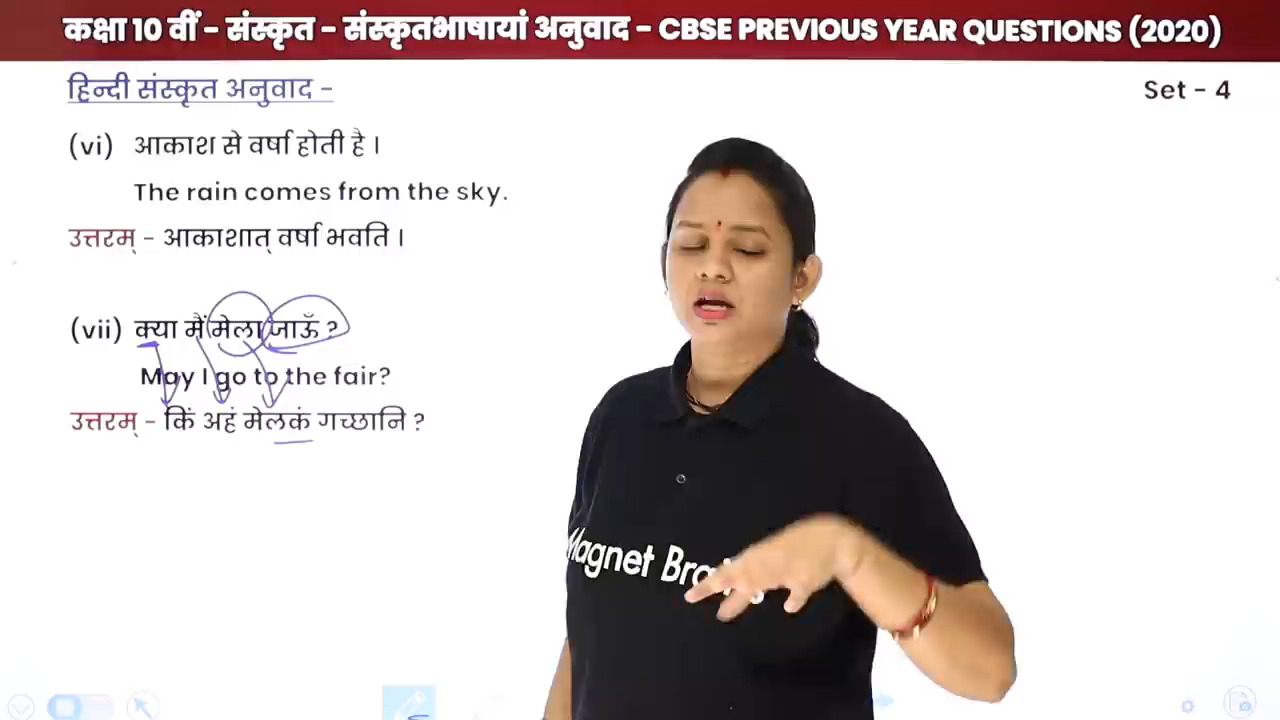 कक्षा 10 वीं - संस्कृत - संस्कृतभाषायां अनुवाद - CBSE PREVIOUS YEAR QUESTIONS (2020)
हिन्दी संस्कृत अनुवाद -
Set - 4
(vi) आकाश से वर्षा होती है ।
The rain comes from the sky.
उत्तरम् - आकाशात् वर्षा भवति ।
(vii) क्या मैं मेला जाऊँ ?
May I go to the fair?
उत्तरम् - किं अहं मेलकं गच्छानि ?
Magnet